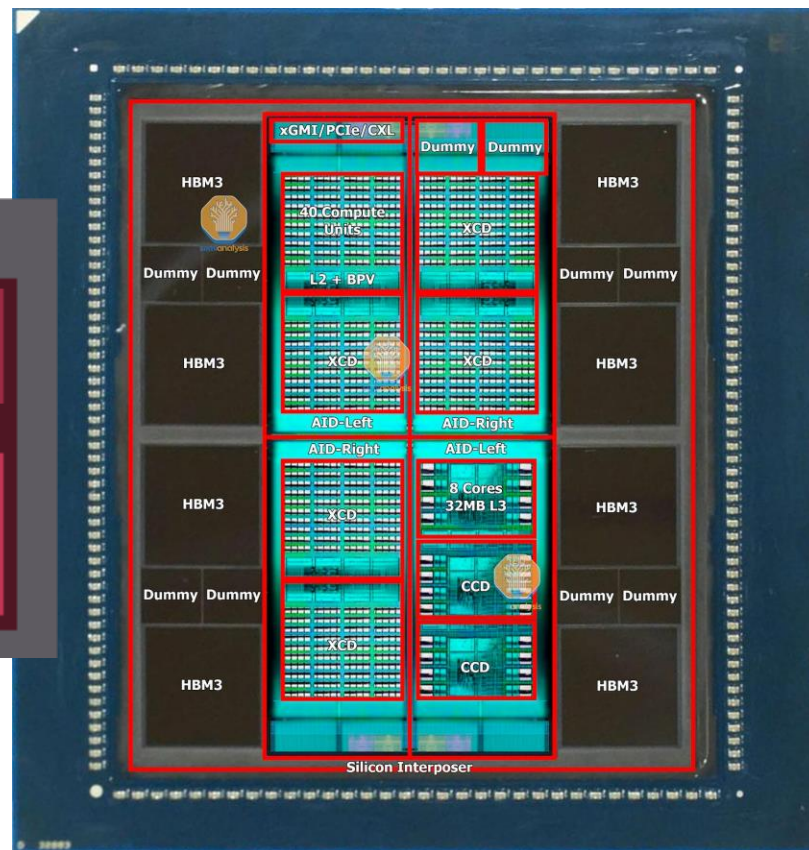 xGMI/PCIe/CXL
Dummy
Dummy
HBM3
HBM3
40 Compute
Units
XCD
semianalysis
Dummy
Dummy
L2 + BPV
Dummy
Dummy
HBM3
XCD
XCD
HBM3
AID-Left
AID-Right
AID-Right
AID-Left
HBM3
XCD
8 Cores
32MB L3
HBM3
CCD
Dummy
Dummy
Dummy
Dummy
HBM3
XCD
CCD
HBM3
Silicon Interposer